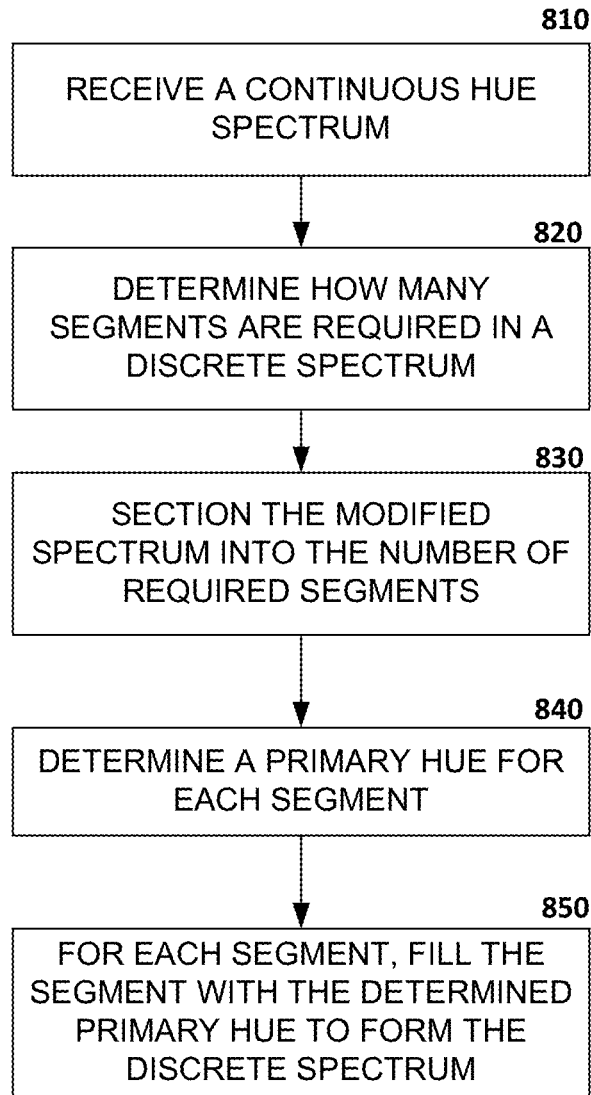 810
RECEIVE A CONTINUOUS HUE
SPECTRUM
820
DETERMINE HOW MANY
SEGMENTS ARE REQUIRED IN A
DISCRETE SPECTRUM
830
SECTION THE MODIFIED
SPECTRUM INTO THE NUMBER OF
REQUIRED SEGMENTS
840
DETERMINE A PRIMARY HUE FOR
EACH SEGMENT
850
FOR EACH SEGMENT, FILL THE
SEGMENT WITH THE DETERMINED
PRIMARY HUE TO FORM THE
DISCRETE SPECTRUM